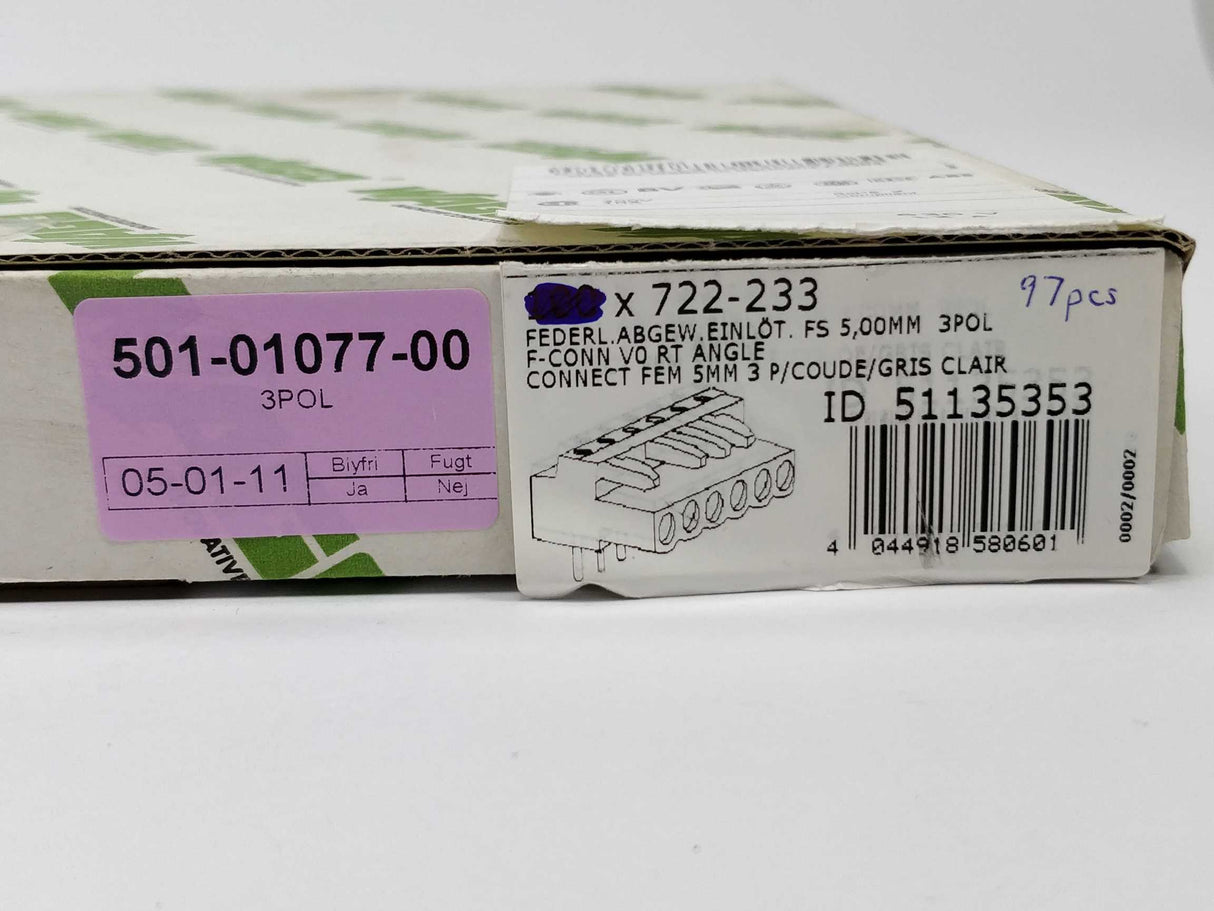 501-01077-00
3POL
05-01-11
Blyfri Fugt
Ja Nej
x 722-233
97pcs
FEDERL.ABGEW.EINLÖT. FS 5,00MM 3POL
F-CONN V0 RT ANGLE
CONNECT FEM 5MM 3 P/COUDE/GRIS CLAIR
ID 51135353
4 044918 580601
0002/0002